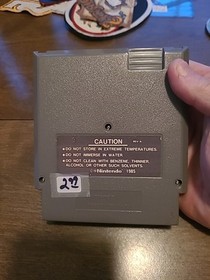 CAUTION
• DO NOT STORE IN EXTREME TEMPERATURES.
• DO NOT IMMERSE IN WATER.
• DO NOT CLEAN WITH BENZENE, THINNER,
ALCOHOL OR OTHER SUCH SOLVENTS.
©Nintendo 1985